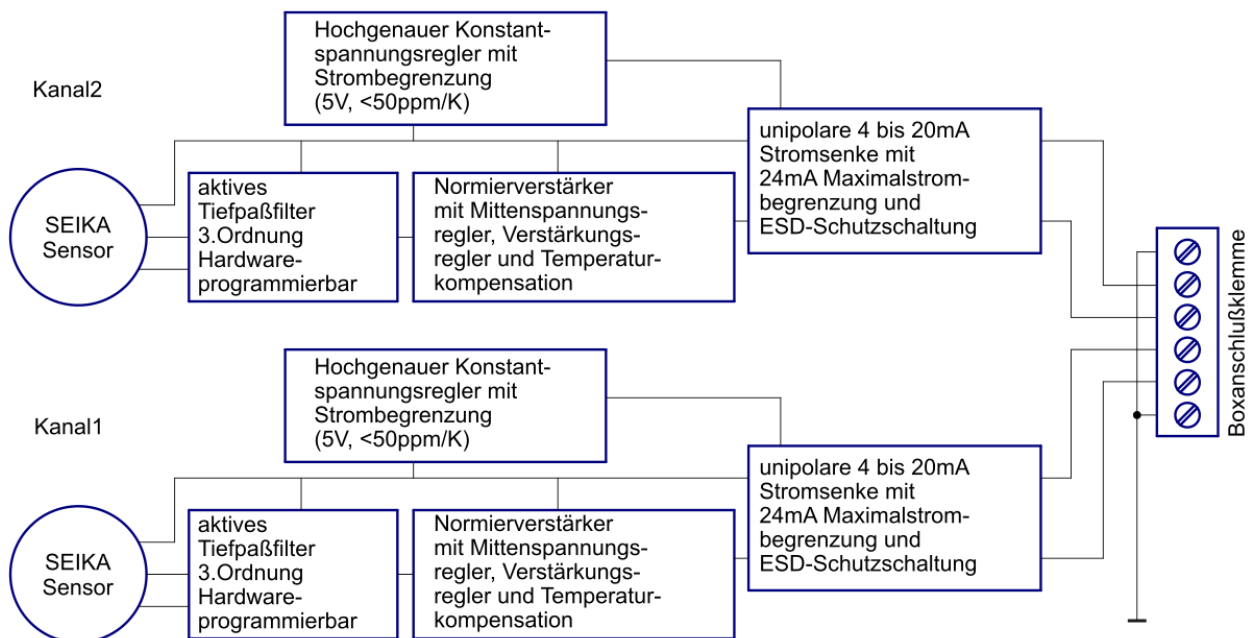 Hochgenauer Konstant-
spannungsregler mit
Strombegrenzung
(5V, <50ppm/K)
Kanal2
unipolare 4 bis 20mA
Stromsenke mit
24mA Maximalstrom-
begrenzung und
ESD-Schutzschaltung
SEIKA
Sensor
aktives
Tiefpaßfilter
3.Ordnung
Hardware-
programmierbar
Normierverstärker
mit Mittenspannungs-
regler, Verstärkungs-
regler und Temperatur-
kompensation
Boxanschlußklemme
Hochgenauer Konstant-
spannungsregler mit
Strombegrenzung
(5V, <50ppm/K)
Kanal1
unipolare 4 bis 20mA
Stromsenke mit
24mA Maximalstrom-
begrenzung und
ESD-Schutzschaltung
SEIKA
Sensor
aktives
Tiefpaßfilter
3.Ordnung
Hardware-
programmierbar
Normierverstärker
mit Mittenspannungs-
regler, Verstärkungs-
regler und Temperatur-
kompensation